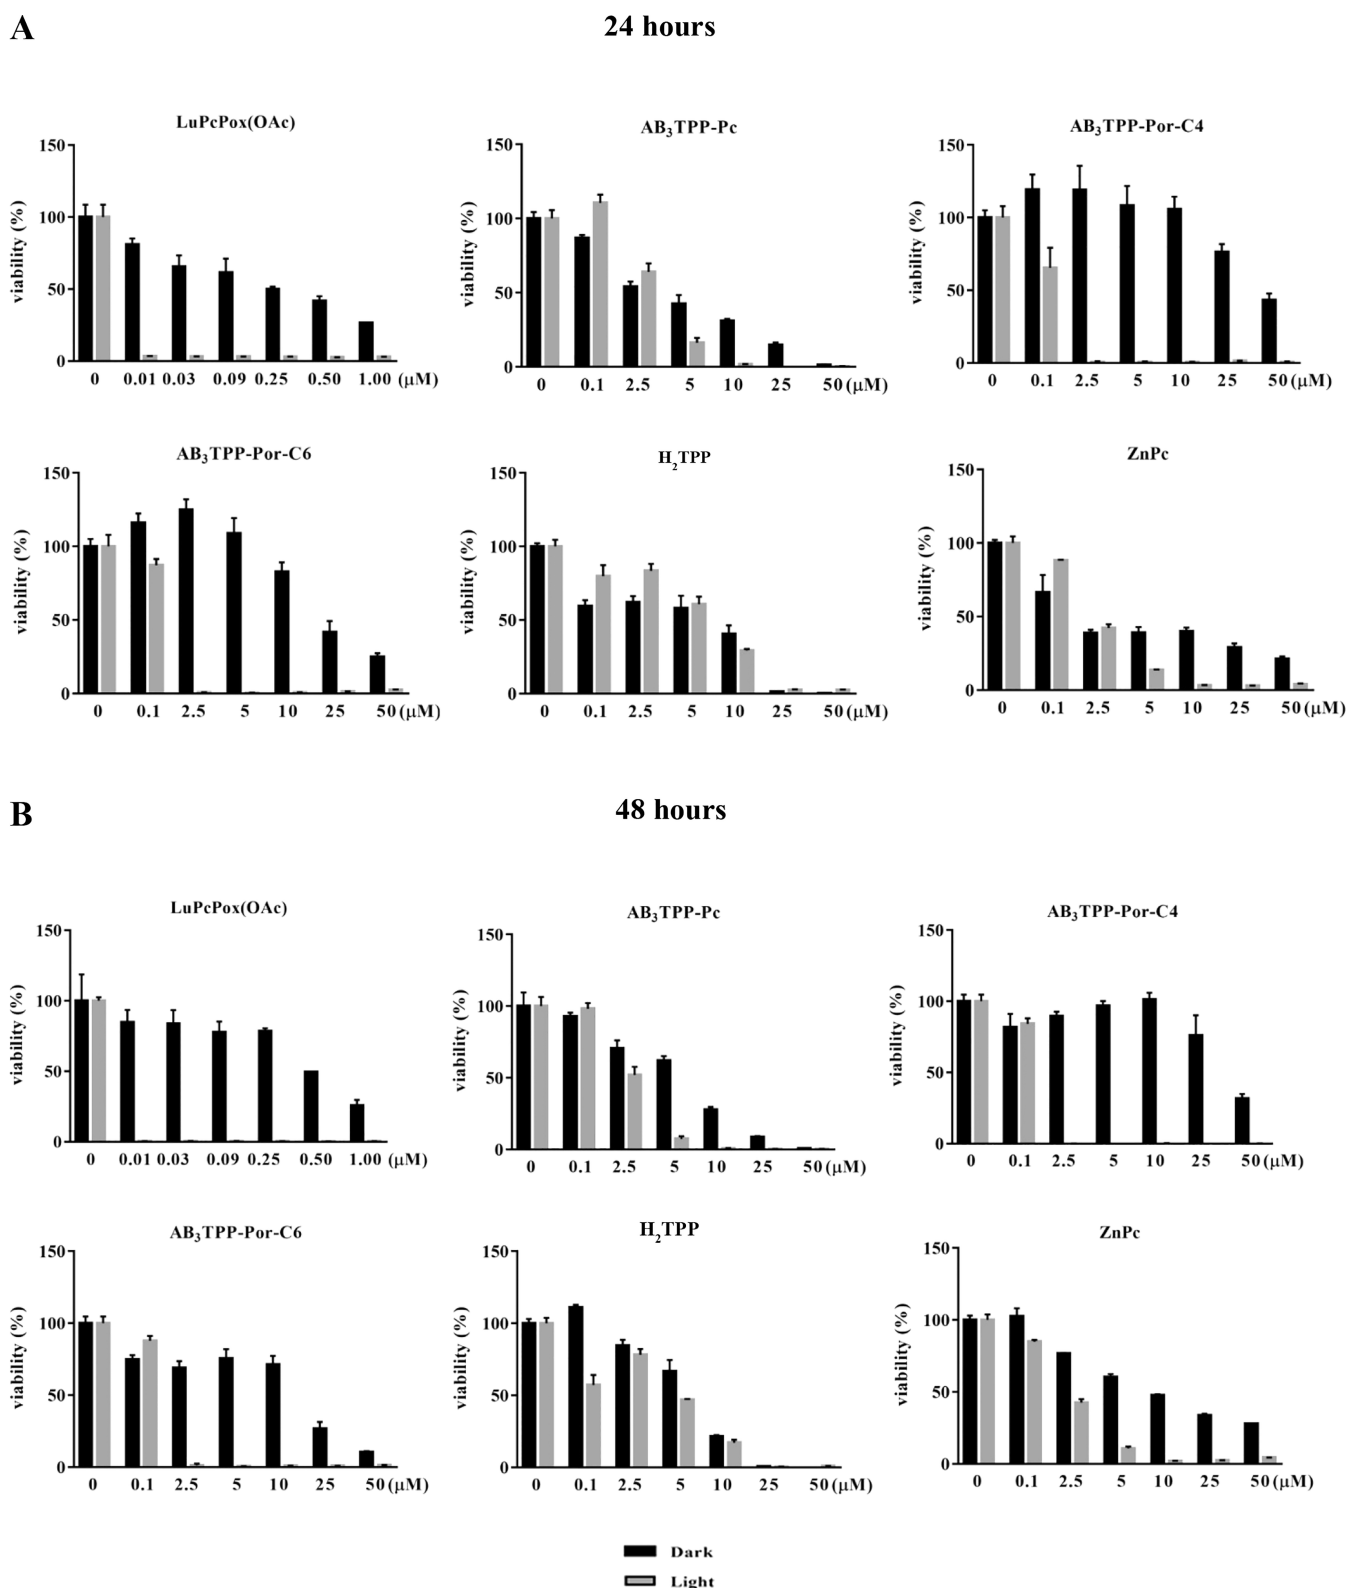 A
24 hours
LuPcPox(OAc)
viability (%)
150
100
50
0
0 0.01 0.03 0.09 0.25 0.50 1.00 (μM)
AB₃TPP-Pc
viability (%)
150
100
50
0
0 0.1 2.5 5 10 25 50 (μM)
AB₃TPP-Por-C4
viability (%)
150
100
50
0
0 0.1 2.5 5 10 25 50 (μM)
AB₃TPP-Por-C6
viability (%)
150
100
50
0
0 0.1 2.5 5 10 25 50 (μM)
H₂TPP
viability (%)
150
100
50
0
0 0.1 2.5 5 10 25 50 (μM)
ZnPc
viability (%)
150
100
50
0
0 0.1 2.5 5 10 25 50 (μM)
B
48 hours
LuPcPox(OAc)
viability (%)
150
100
50
0
0 0.01 0.03 0.09 0.25 0.50 1.00 (μM)
AB₃TPP-Pc
viability (%)
150
100
50
0
0 0.1 2.5 5 10 25 50 (μM)
AB₃TPP-Por-C4
viability (%)
150
100
50
0
0 0.1 2.5 5 10 25 50 (μM)
AB₃TPP-Por-C6
viability (%)
150
100
50
0
0 0.1 2.5 5 10 25 50 (μM)
H₂TPP
viability (%)
150
100
50
0
0 0.1 2.5 5 10 25 50 (μM)
ZnPc
viability (%)
150
100
50
0
0 0.1 2.5 5 10 25 50 (μM)
Dark
Light